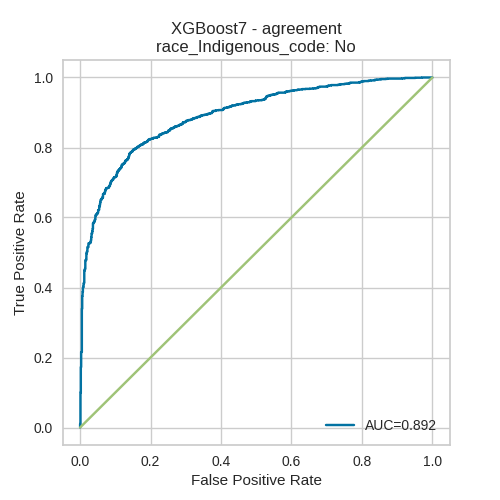 XGBoost7 - agreement
race_Indigenous_code: No
1.0
0.8
0.6
0.4
0.2
0.0
True Positive Rate
AUC=0.892
0.0 0.2 0.4 0.6 0.8 1.0
False Positive Rate